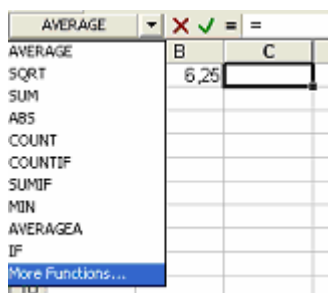 AVERAGE = =
AVERAGE B C
SQRT 6,25
SUM
ABS
COUNT
COUNTIF
SUMIF
MIN
AVERAGEA
IF
More Functions...